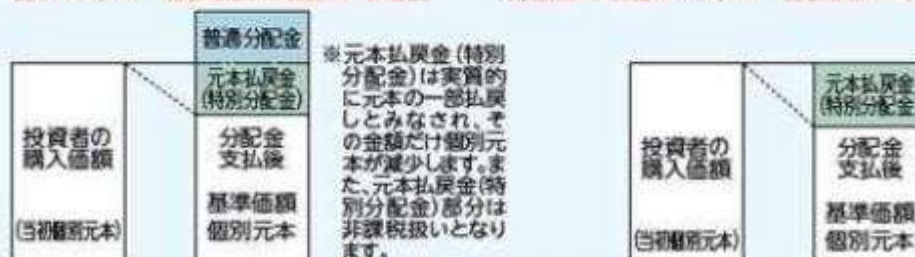 普通分配金
元本払戻金
(特別分配金)
投資者の
購入価額
(当初個別元本)
分配金
支払後
基準価額
個別元本
※元本払戻金(特別
分配金)は実質的
に元本の一部払戻
しとみなされ、そ
の金額だけ個別元
本が減少します。ま
た、元本払戻金(特
別分配金)部分は
非課税扱いとなり
ます。
投資者の
購入価額
(当初個別元本)
元本払戻金
(特別分配金)
分配金
支払後
基準価額
個別元本